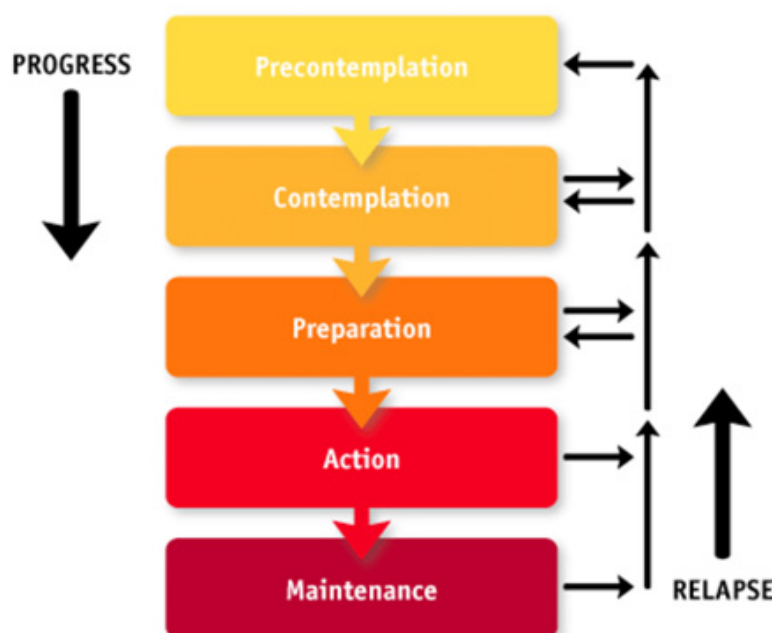 PROGRESS
Precontemplation
Contemplation
Preparation
Action
Maintenance
RELAPSE